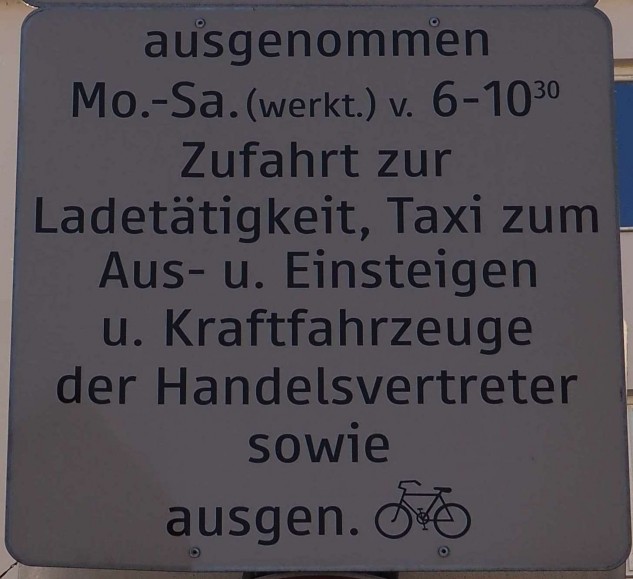 ausgenommen
Mo.-Sa. (werkt.) v. 6-10³⁰
Zufahrt zur
Ladetätigkeit, Taxi zum
Aus- u. Einsteigen
u. Kraftfahrzeuge
der Handelsvertreter
sowie
ausgen.